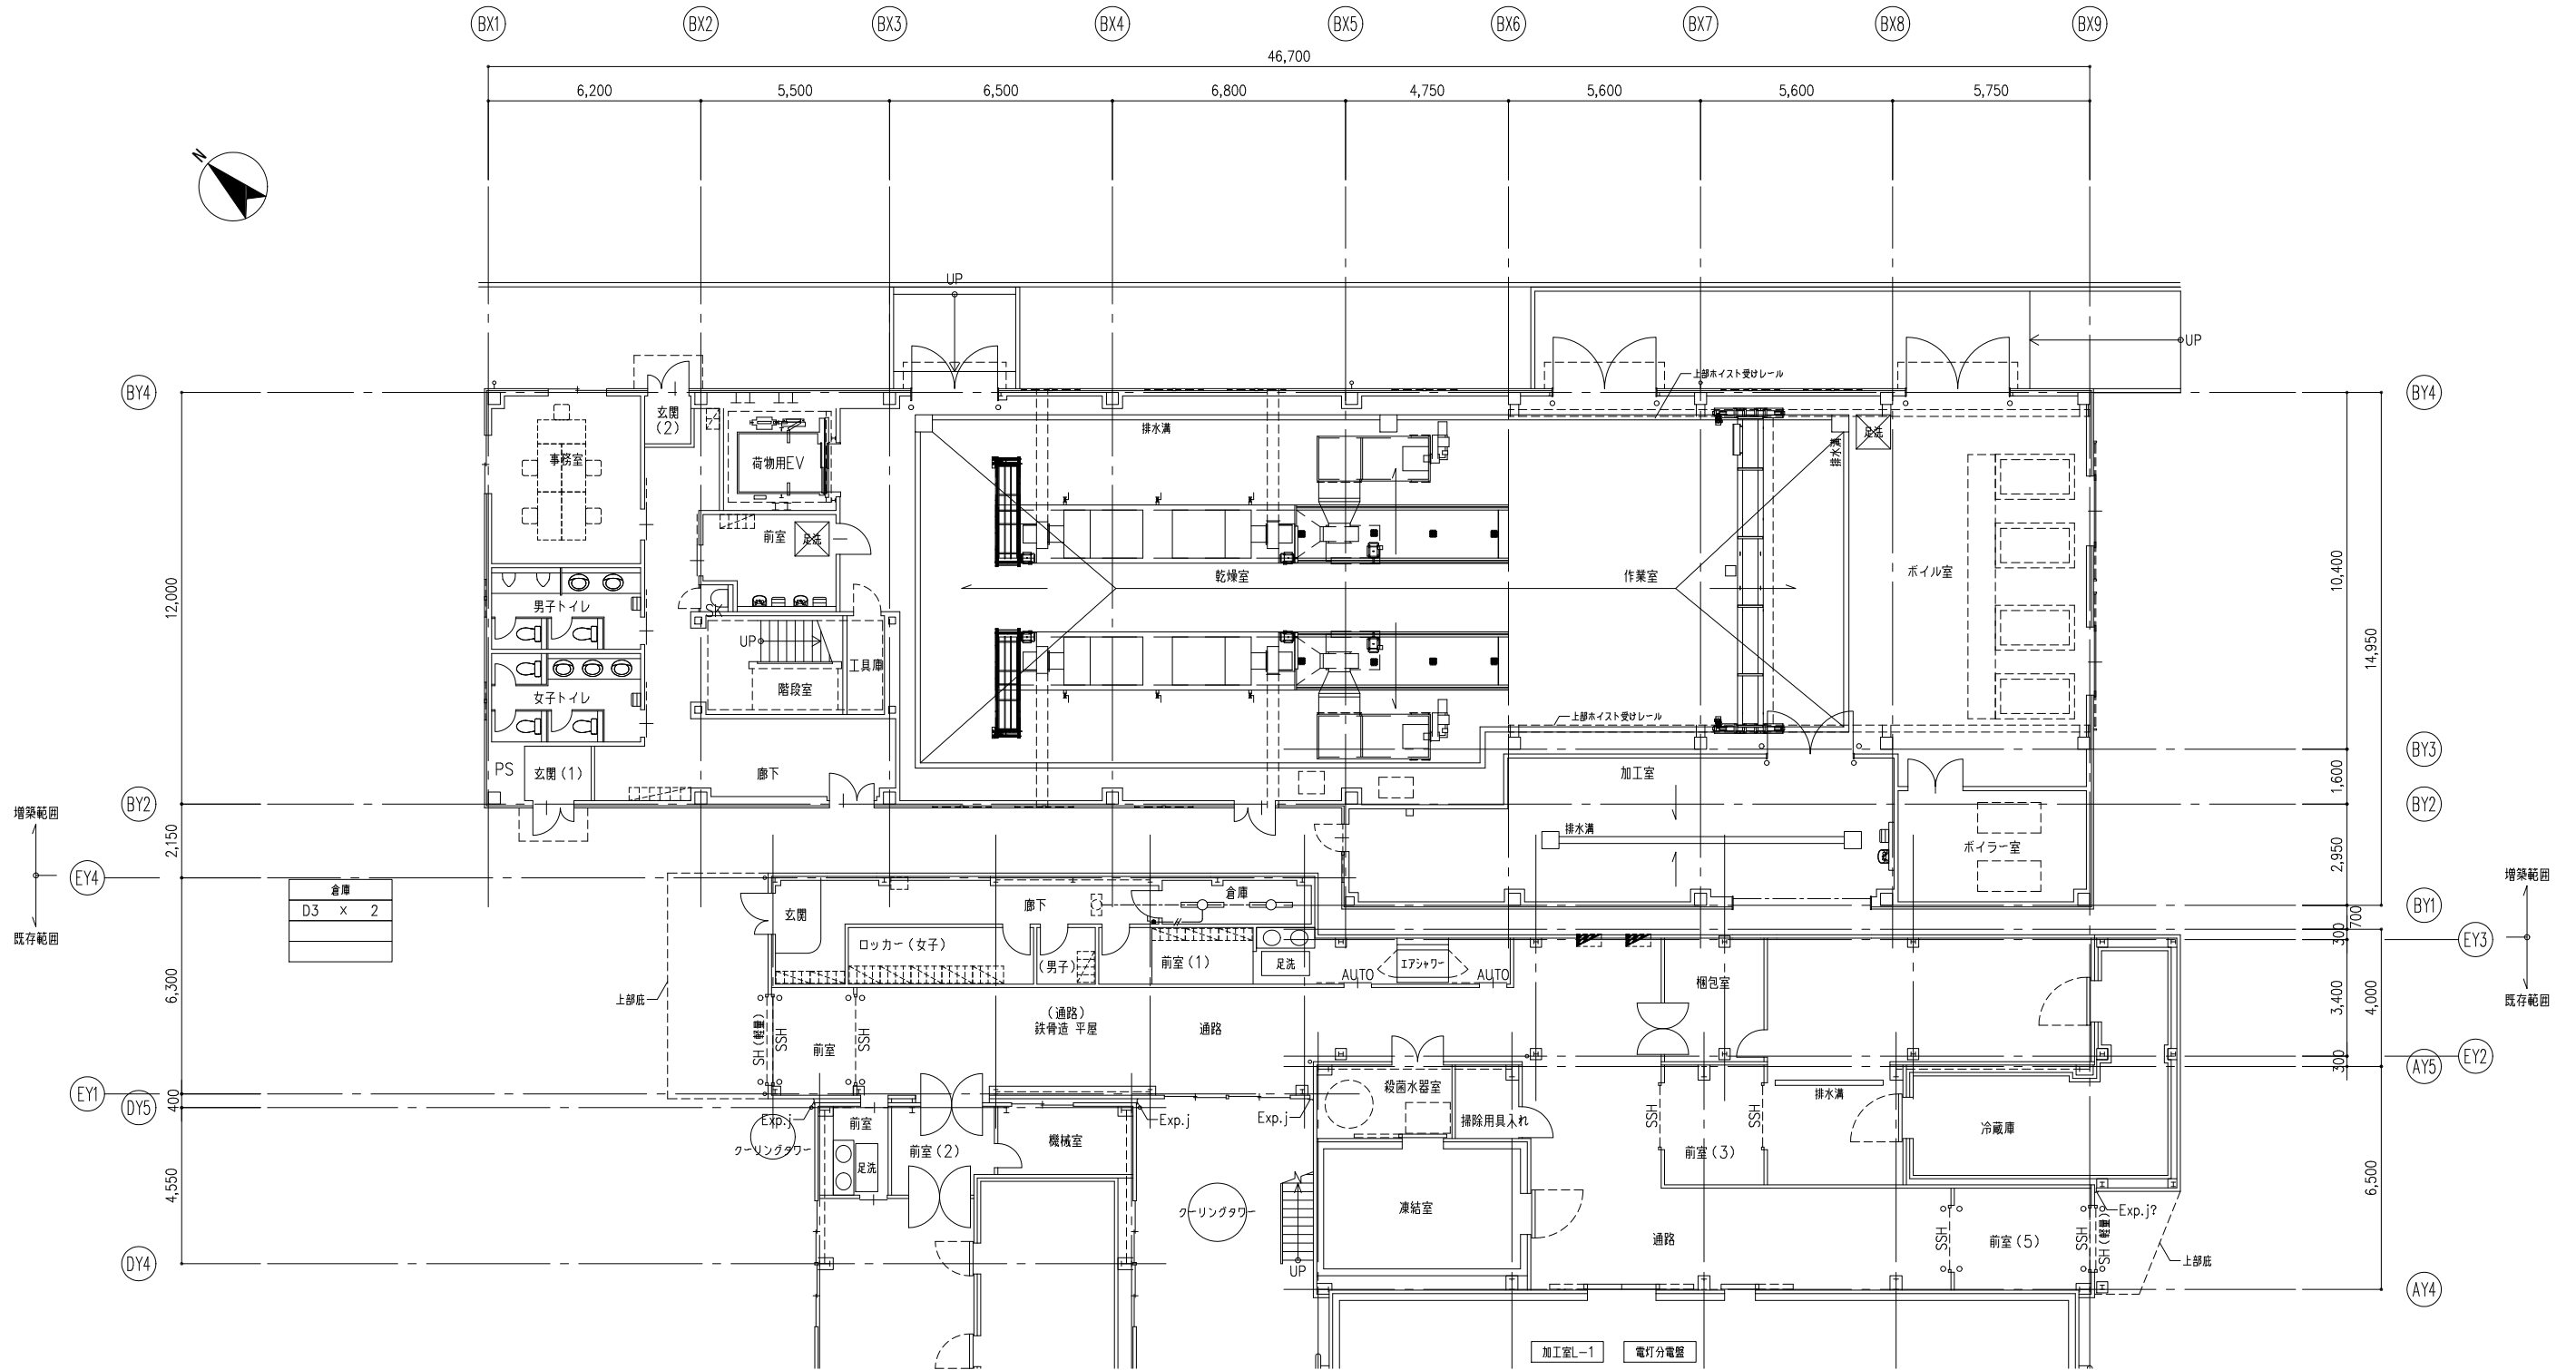 BX1 BX2 BX3 BX4 BX5 BX6 BX7 BX8 BX9
46,700
6,200 5,500 6,500 6,800 4,750 5,600 5,600 5,750
N
UP
UP
BY4
BY4
上部ホイスト受けレール
玄関
(2)
排水溝
排水溝
足洗
事務室
荷物用EV
前室
足洗
乾燥室
作業室
ボイル室
12,000
10,400
14,950
男子トイレ
SK
UP
工具庫
階段室
女子トイレ
上部ホイスト受けレール
PS
玄関(1)
廊下
加工室
BY3
1,600
BY2
BY2
増築範囲
既存範囲
2,150
排水溝
ボイラー室
2,950
EY4
倉庫
D3 x 2
玄関
廊下
倉庫
BY1
700
増築範囲
既存範囲
ロッカー(女子)
(男子)
前室(1)
足洗
エアシャワー
AUTO
AUTO
梱包室
300
EY3
6,300
上部庇
SH(軽量)
SSH
前室
SSH
(通路)
鉄骨造 平屋
通路
3,400
4,000
EY2
300
AY5
EY1
400
DY5
殺菌水器室
掃除用具入れ
SSH
SSH
排水溝
Exp.j
Exp.j
Exp.j
クーリングタワー
前室
足洗
前室(2)
機械室
前室(3)
冷蔵庫
4,550
6,500
クーリングタワー
凍結室
通路
SSH
前室(5)
SSH
SH(軽量)
Exp.j?
上部庇
UP
DY4
AY4
加工室L-1
電灯分電盤